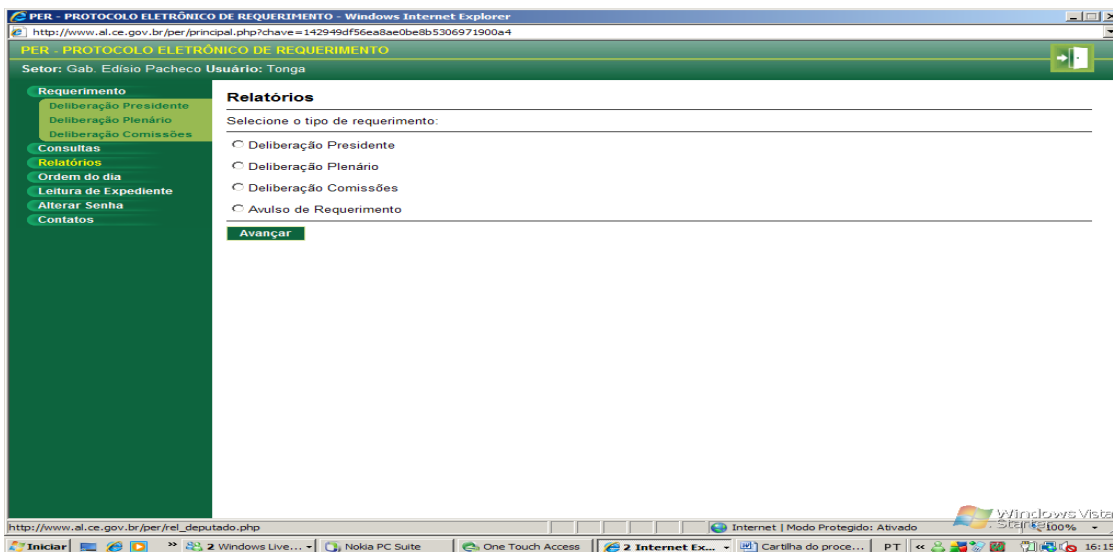 PER - PROTOCOLO ELETRÔNICO DE REQUERIMENTO - Windows Internet Explorer
http://www.al.ce.gov.br/per/principal.php?chave=142949df56ea8ae0be8b5306971900a4
PER - PROTOCOLO ELETRÔNICO DE REQUERIMENTO
Setor: Gab. Edísio Pacheco Usuário: Tonga
Requerimento
Deliberação Presidente
Deliberação Plenário
Deliberação Comissões
Consultas
Relatórios
Ordem do dia
Leitura de Expediente
Alterar Senha
Contatos
Relatórios
Selecione o tipo de requerimento:
Deliberação Presidente
Deliberação Plenário
Deliberação Comissões
Avulso de Requerimento
Avançar
Windows Vista
http://www.al.ce.gov.br/per/rel_deputado.php
Internet | Modo Protegido: Ativado
100%
Iniciar
2 Windows Live...
Nokia PC Suite
One Touch Access
2 Internet Ex...
Cartilha do proce...
PT
16:15